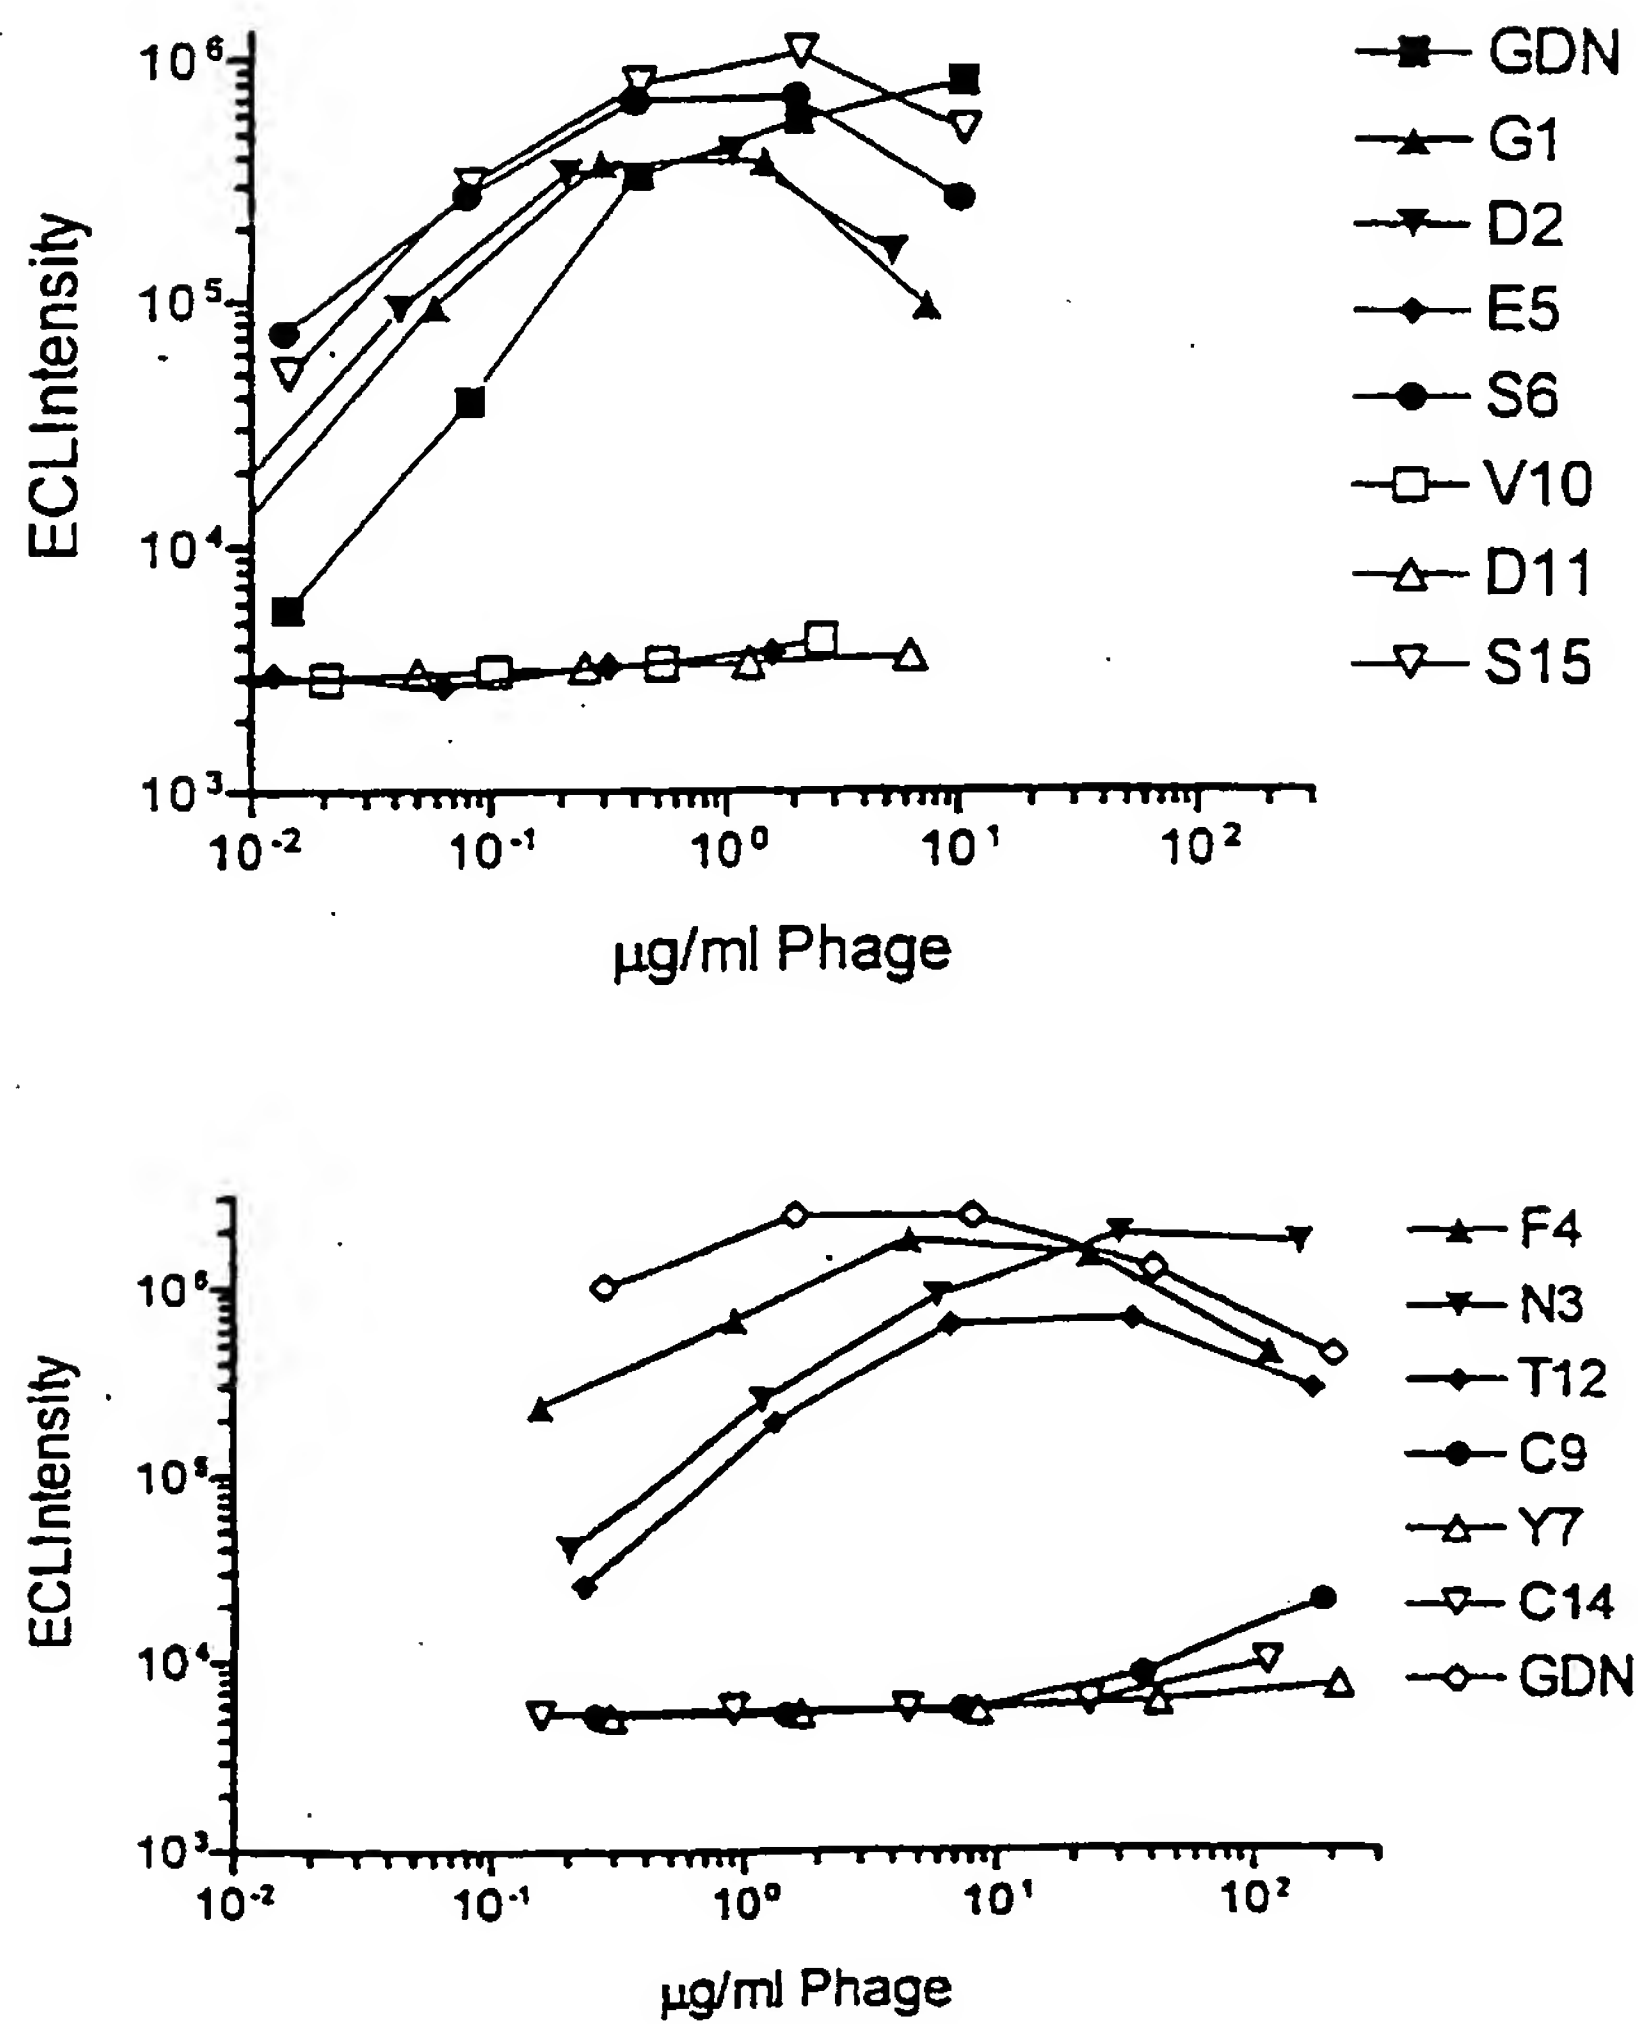 10⁶
10⁵
10⁴
10³
ECLIntensity
10⁻² 10⁻¹ 10⁰ 10¹ 10²
µg/ml Phage
GDN
G1
D2
E5
S6
V10
D11
S15
10⁶
10⁵
10⁴
10³
ECLIntensity
10⁻² 10⁻¹ 10⁰ 10¹ 10²
µg/ml Phage
F4
N3
T12
C9
Y7
C14
GDN